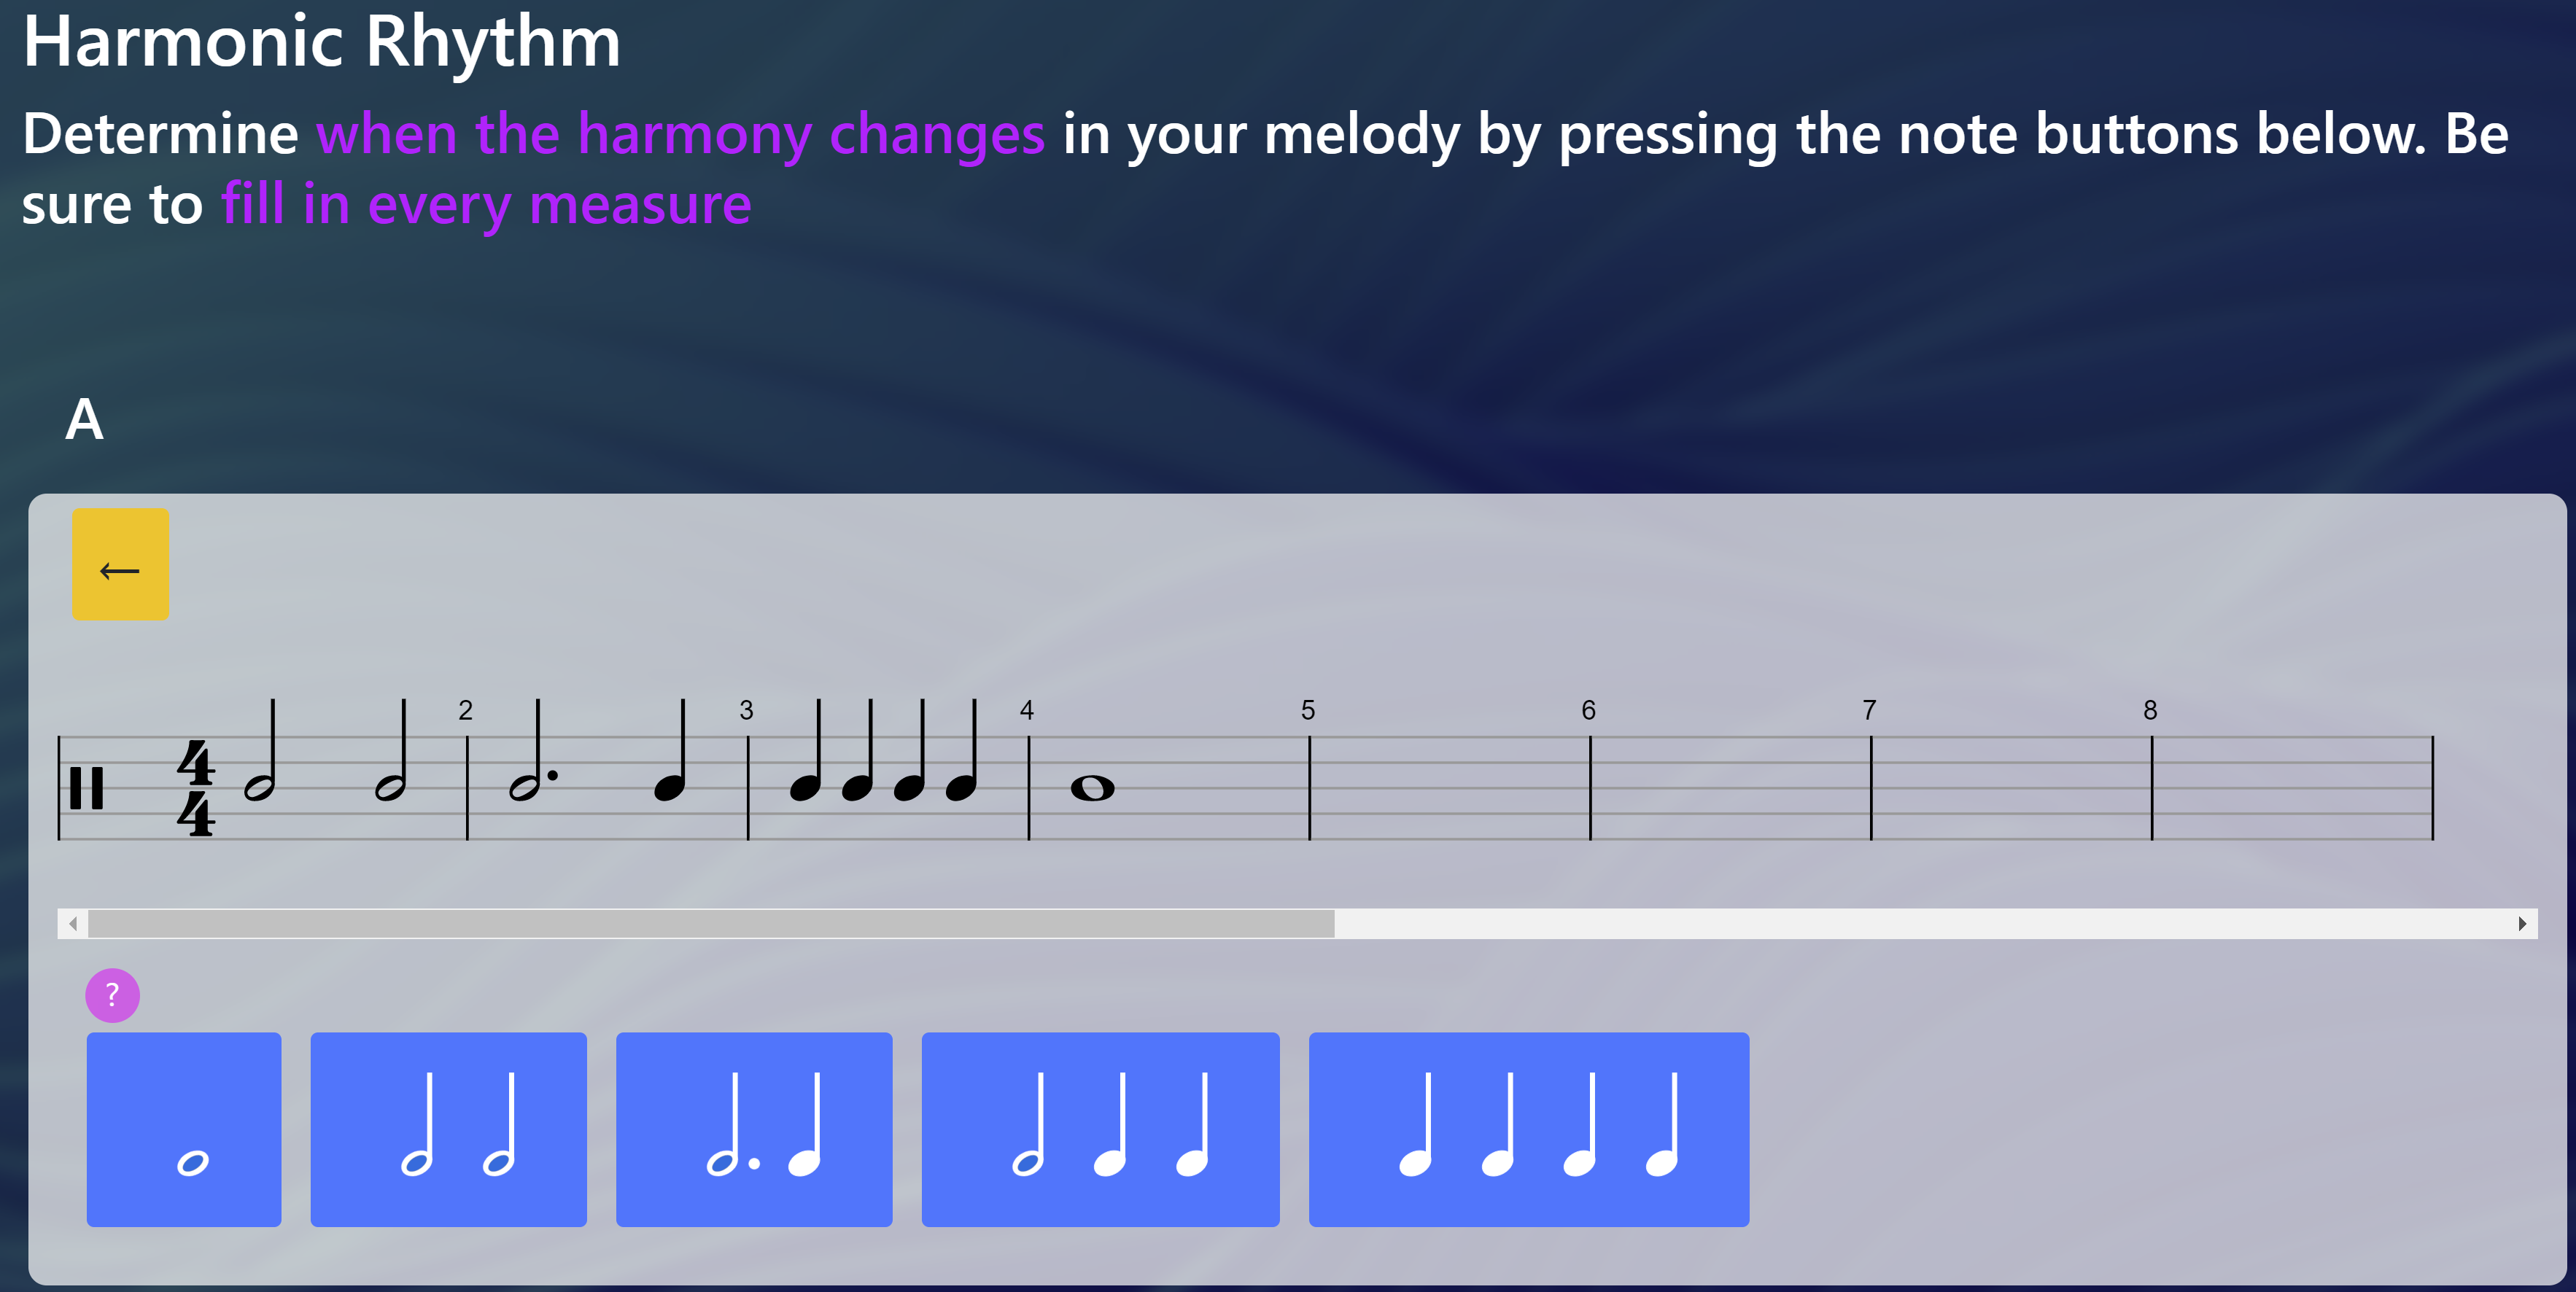 Harmonic Rhythm
Determine when the harmony changes in your melody by pressing the note buttons below. Be
sure to fill in every measure
A
←
2 3 4 5 6 7 8
4
4
?